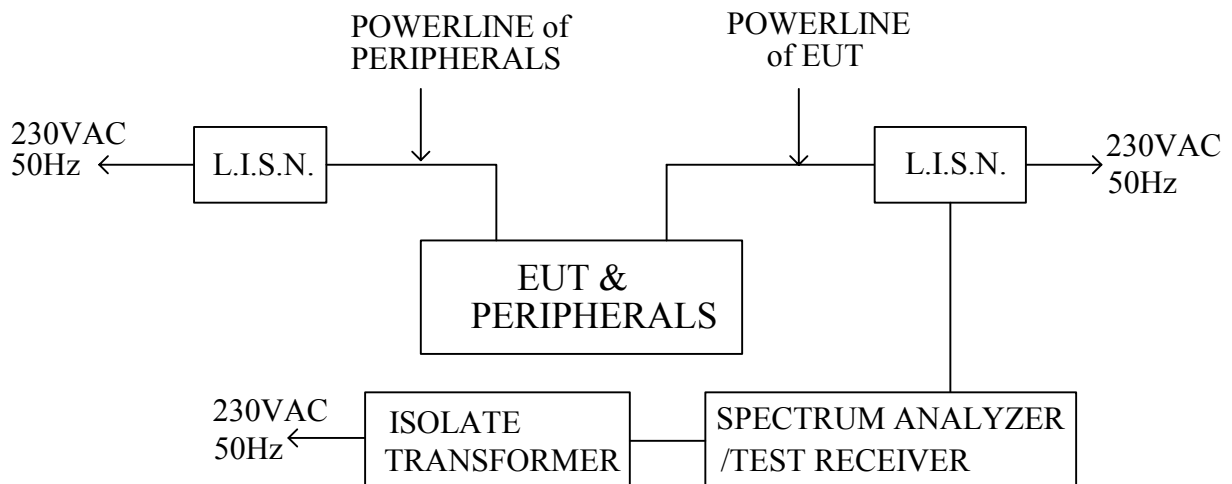 POWERLINE of
PERIPHERALS
POWERLINE
of EUT
230VAC
50Hz
L.I.S.N.
L.I.S.N.
230VAC
50Hz
EUT &
PERIPHERALS
230VAC
50Hz
ISOLATE
TRANSFORMER
SPECTRUM ANALYZER
/TEST RECEIVER